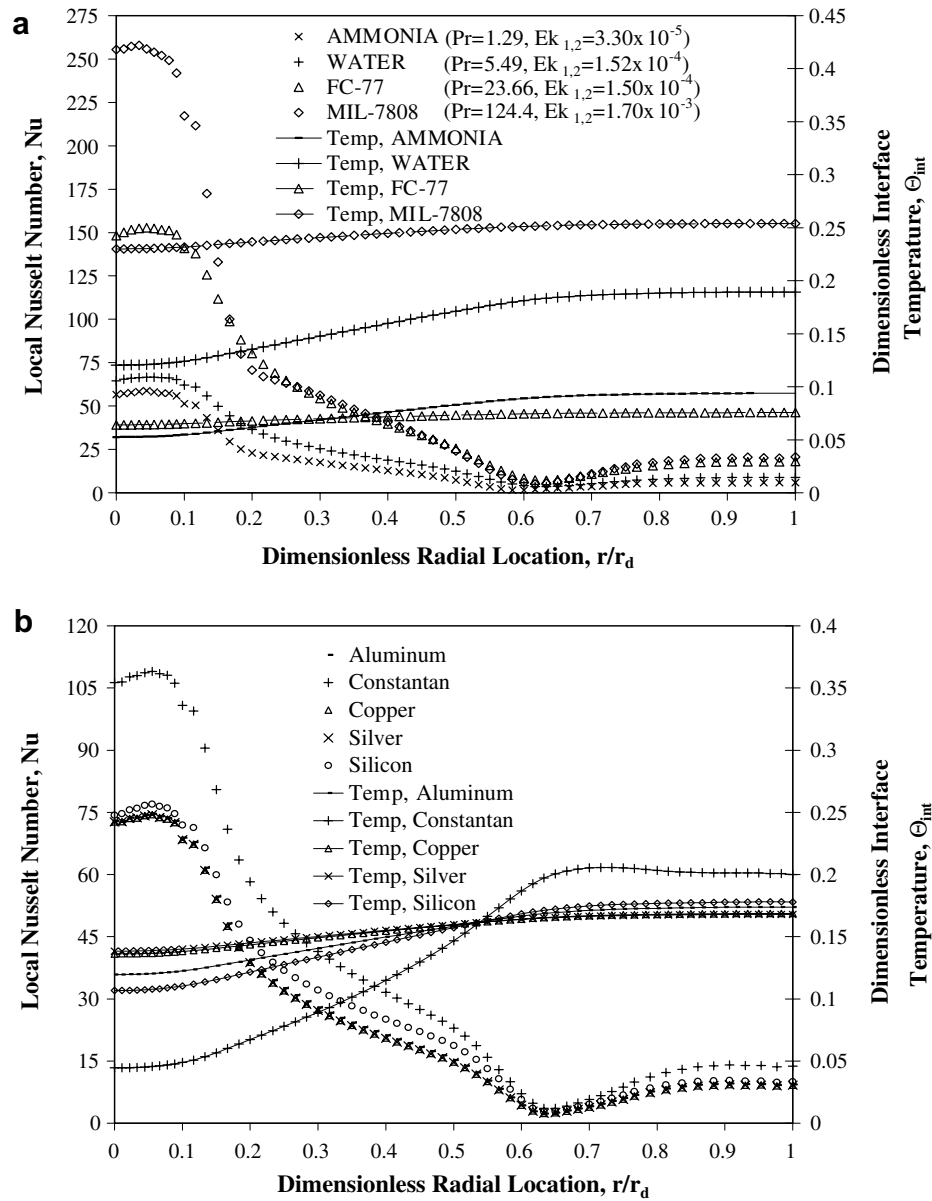 a
275
250
225
200
175
150
125
100
75
50
25
0
Local Nusselt Number, Nu
× AMMONIA (Pr=1.29, Ek 1,2=3.30x 10-5)
+ WATER (Pr=5.49, Ek 1,2=1.52x 10-4)
FC-77 (Pr=23.66, Ek 1,2=1.50x 10-4)
MIL-7808 (Pr=124.4, Ek 1,2=1.70x 10-3)
Temp, AMMONIA
Temp, WATER
Temp, FC-77
Temp, MIL-7808
0.45
0.4
0.35
0.3
0.25
0.2
0.15
0.1
0.05
0
Dimensionless Interface
Temperature, Θint
0 0.1 0.2 0.3 0.4 0.5 0.6 0.7 0.8 0.9 1
Dimensionless Radial Location, r/rd
b
120
105
90
75
60
45
30
15
0
Local Nusselt Number, Nu
Aluminum
Constantan
Copper
Silver
Silicon
Temp, Aluminum
Temp, Constantan
Temp, Copper
Temp, Silver
Temp, Silicon
0.4
0.35
0.3
0.25
0.2
0.15
0.1
0.05
0
Dimensionless Interface
Temperature, Θint
0 0.1 0.2 0.3 0.4 0.5 0.6 0.7 0.8 0.9 1
Dimensionless Radial Location, r/rd